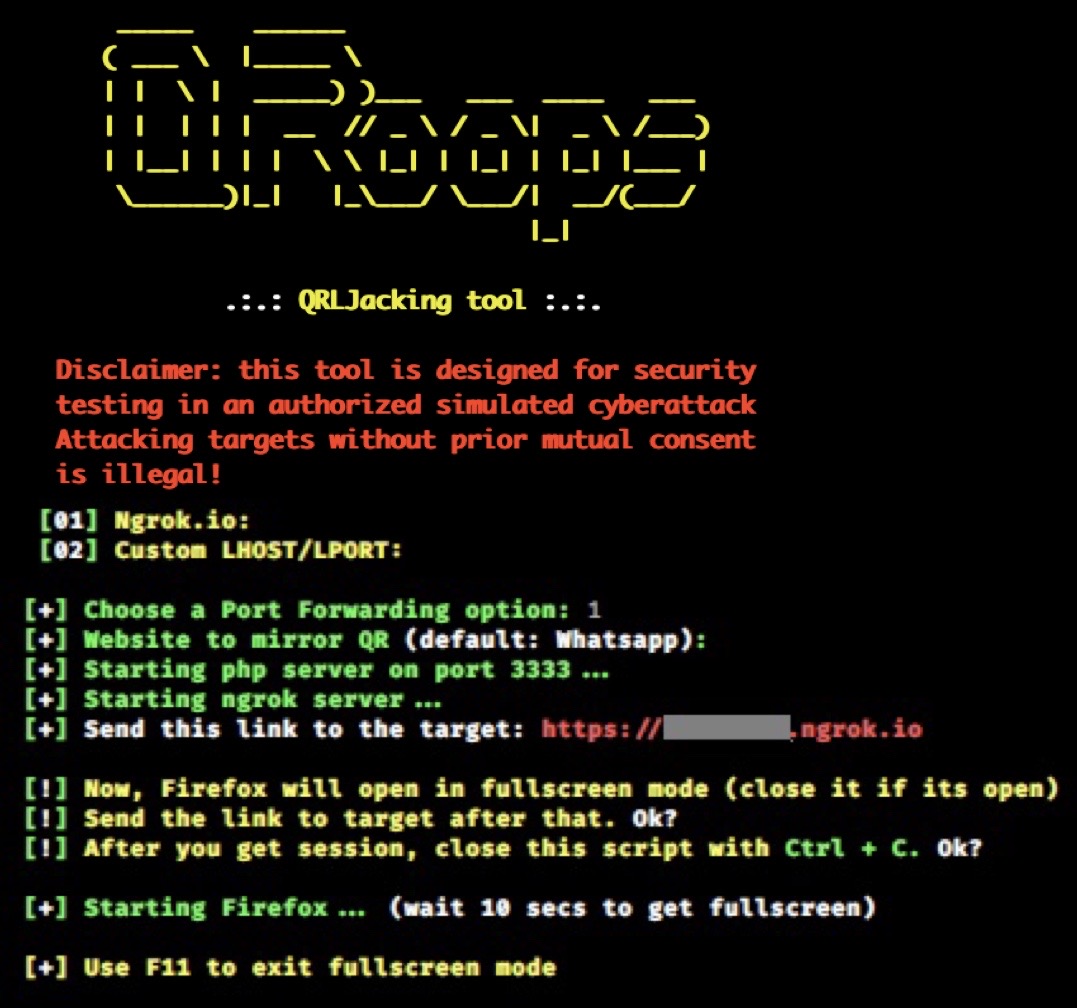 QRoops
.:.: QRLJacking tool :.:.
Disclaimer: this tool is designed for security
testing in an authorized simulated cyberattack
Attacking targets without prior mutual consent
is illegal!
[01] Ngrok.io:
[02] Custom LHOST/LPORT:
[+] Choose a Port Forwarding option: 1
[+] Website to mirror QR (default: Whatsapp):
[+] Starting php server on port 3333 ...
[+] Starting ngrok server ...
[+] Send this link to the target: https://.ngrok.io
[!] Now, Firefox will open in fullscreen mode (close it if its open)
[!] Send the link to target after that. Ok?
[!] After you get session, close this script with Ctrl + C. Ok?
[+] Starting Firefox ... (wait 10 secs to get fullscreen)
[+] Use F11 to exit fullscreen mode